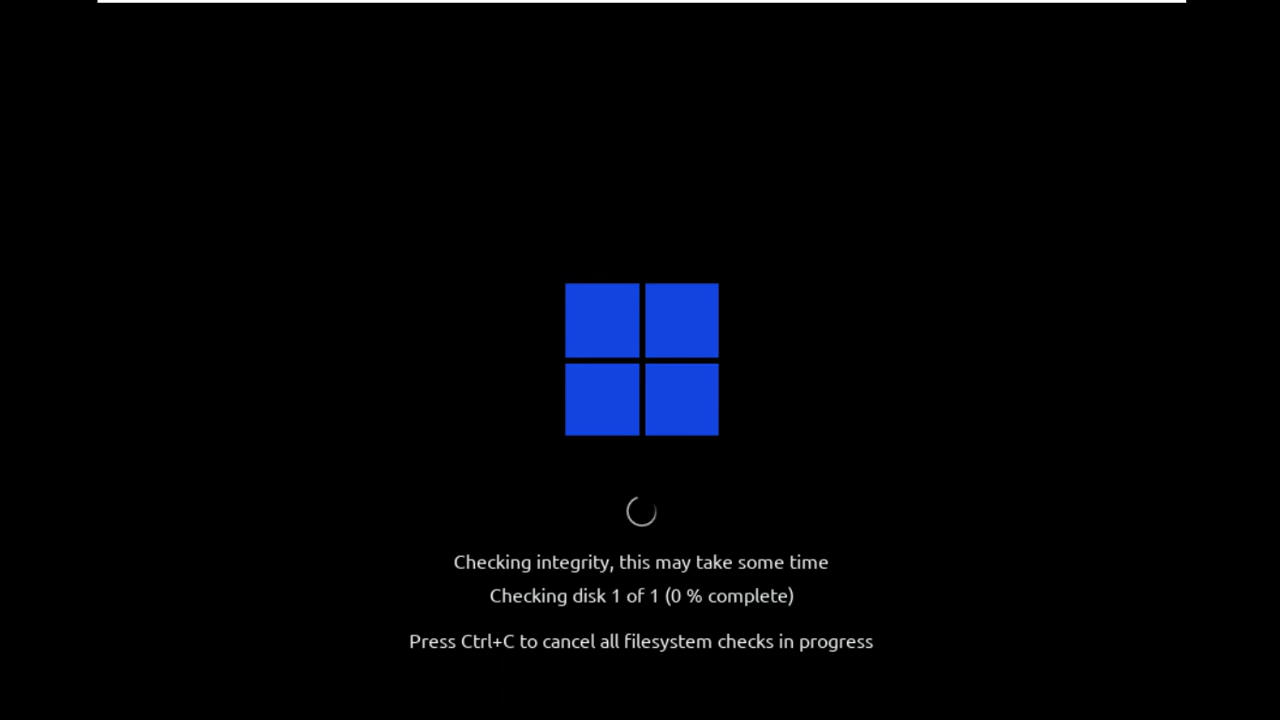 Checking integrity, this may take some time
Checking disk 1 of 1 (0 % complete)
Press Ctrl+C to cancel all filesystem checks in progress